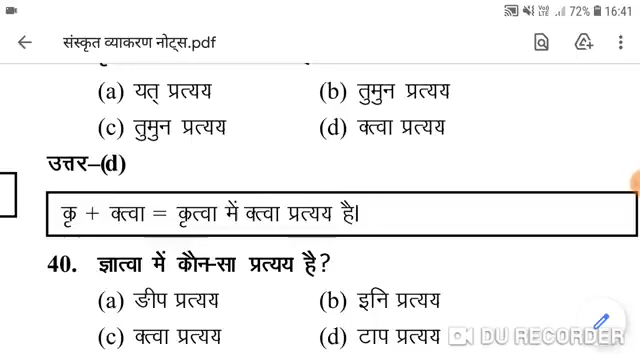 72% 16:41
संस्कृत व्याकरण नोट्स.pdf
(a) यत् प्रत्यय (b) तुमुन प्रत्यय
(c) तुमुन प्रत्यय (d) क्त्वा प्रत्यय
उत्तर–(d)
कृ + क्त्वा = कृत्वा में क्त्वा प्रत्यय है।
40. ज्ञात्वा में कौन-सा प्रत्यय है?
(a) ङीप प्रत्यय (b) इनि प्रत्यय
(c) क्त्वा प्रत्यय (d) टाप प्रत्यय
DU RECORDER